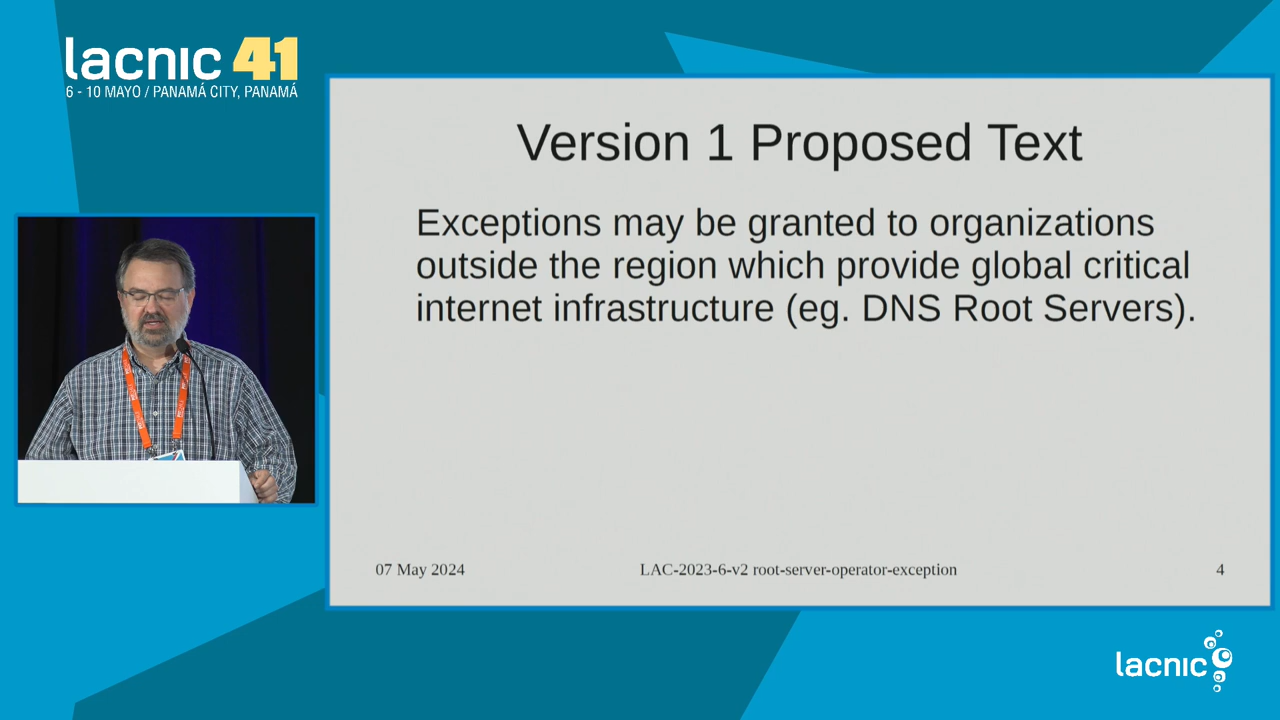 lacnic 41
6 - 10 MAYO / PANAMÁ CITY, PANAMÁ
Version 1 Proposed Text
Exceptions may be granted to organizations
outside the region which provide global critical
internet infrastructure (eg. DNS Root Servers).
07 May 2024
LAC-2023-6-v2 root-server-operator-exception
4
lacnic